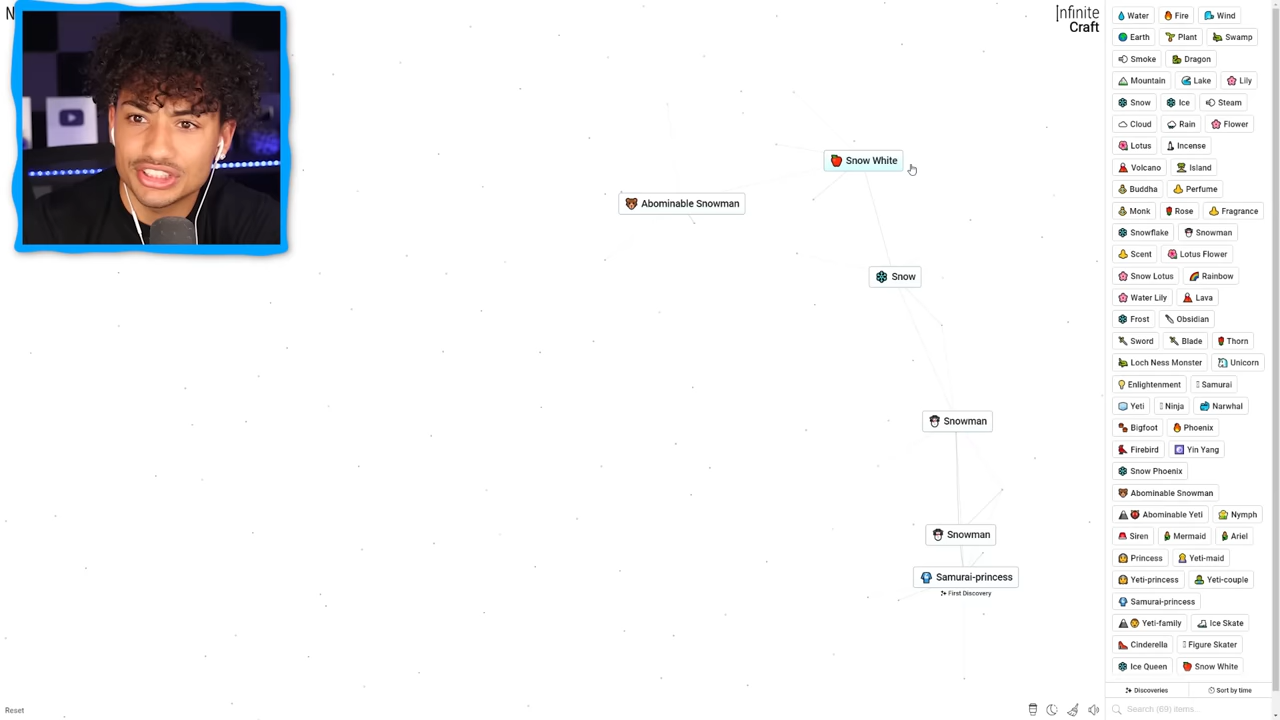 N
Infinite
Craft
Snow White
Abominable Snowman
Snow
Snowman
Snowman
Samurai-princess
First Discovery
Reset
Water Fire Wind
Earth Plant Swamp
Smoke Dragon
Mountain Lake Lily
Snow Ice Steam
Cloud Rain Flower
Lotus Incense
Volcano Island
Buddha Perfume
Monk Rose Fragrance
Snowflake Snowman
Scent Lotus Flower
Snow Lotus Rainbow
Water Lily Lava
Frost Obsidian
Sword Blade Thorn
Loch Ness Monster Unicorn
Enlightenment Samurai
Yeti Ninja Narwhal
Bigfoot Phoenix
Firebird Yin Yang
Snow Phoenix
Abominable Snowman
Abominable Yeti Nymph
Siren Mermaid Ariel
Princess Yeti-maid
Yeti-princess Yeti-couple
Samurai-princess
Yeti-family Ice Skate
Cinderella Figure Skater
Ice Queen Snow White
Discoveries Sort by time
Search (69) items...